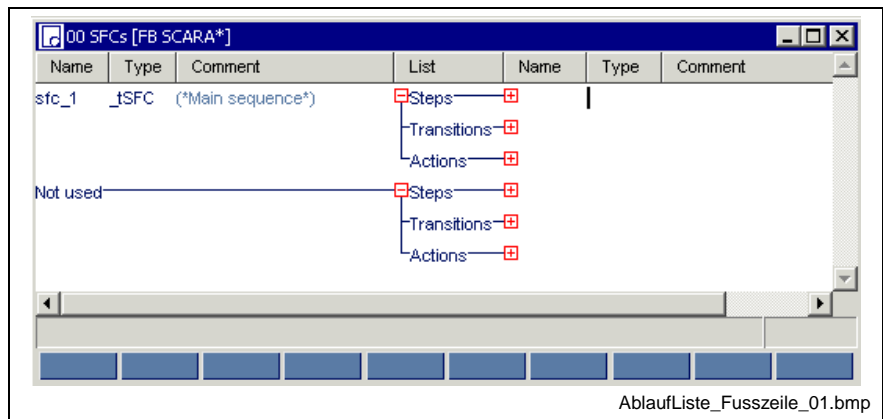 00 SFCs [FB SCARA*]
Name Type Comment List Name Type Comment
sfc_1 _tSFC (*Main sequence*) Steps
Transitions
Actions
Not used Steps
Transitions
Actions
AblaufListe_Fusszeile_01.bmp